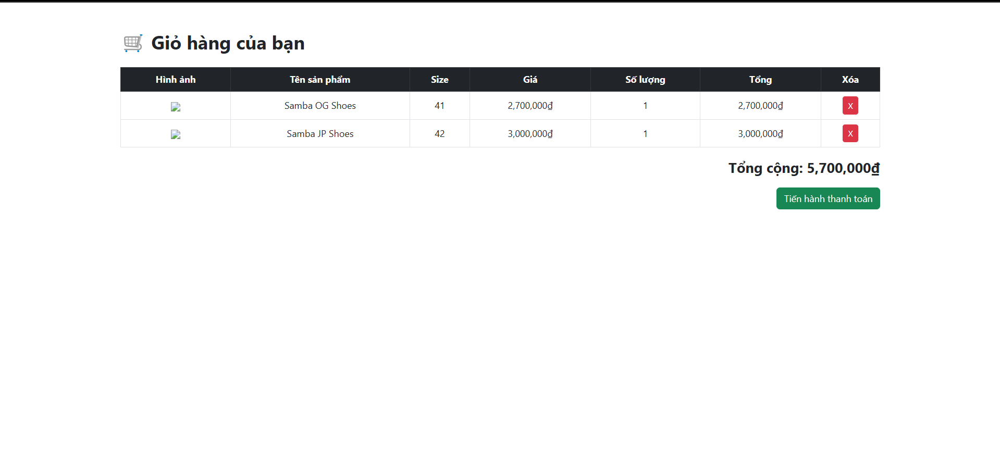 Giỏ hàng của bạn
Hình ảnh Tên sản phẩm Size Giá Số lượng Tổng Xóa
Samba OG Shoes 41 2,700,000₫ 1 2,700,000₫ X
Samba JP Shoes 42 3,000,000₫ 1 3,000,000₫ X
Tổng cộng: 5,700,000₫
Tiến hành thanh toán